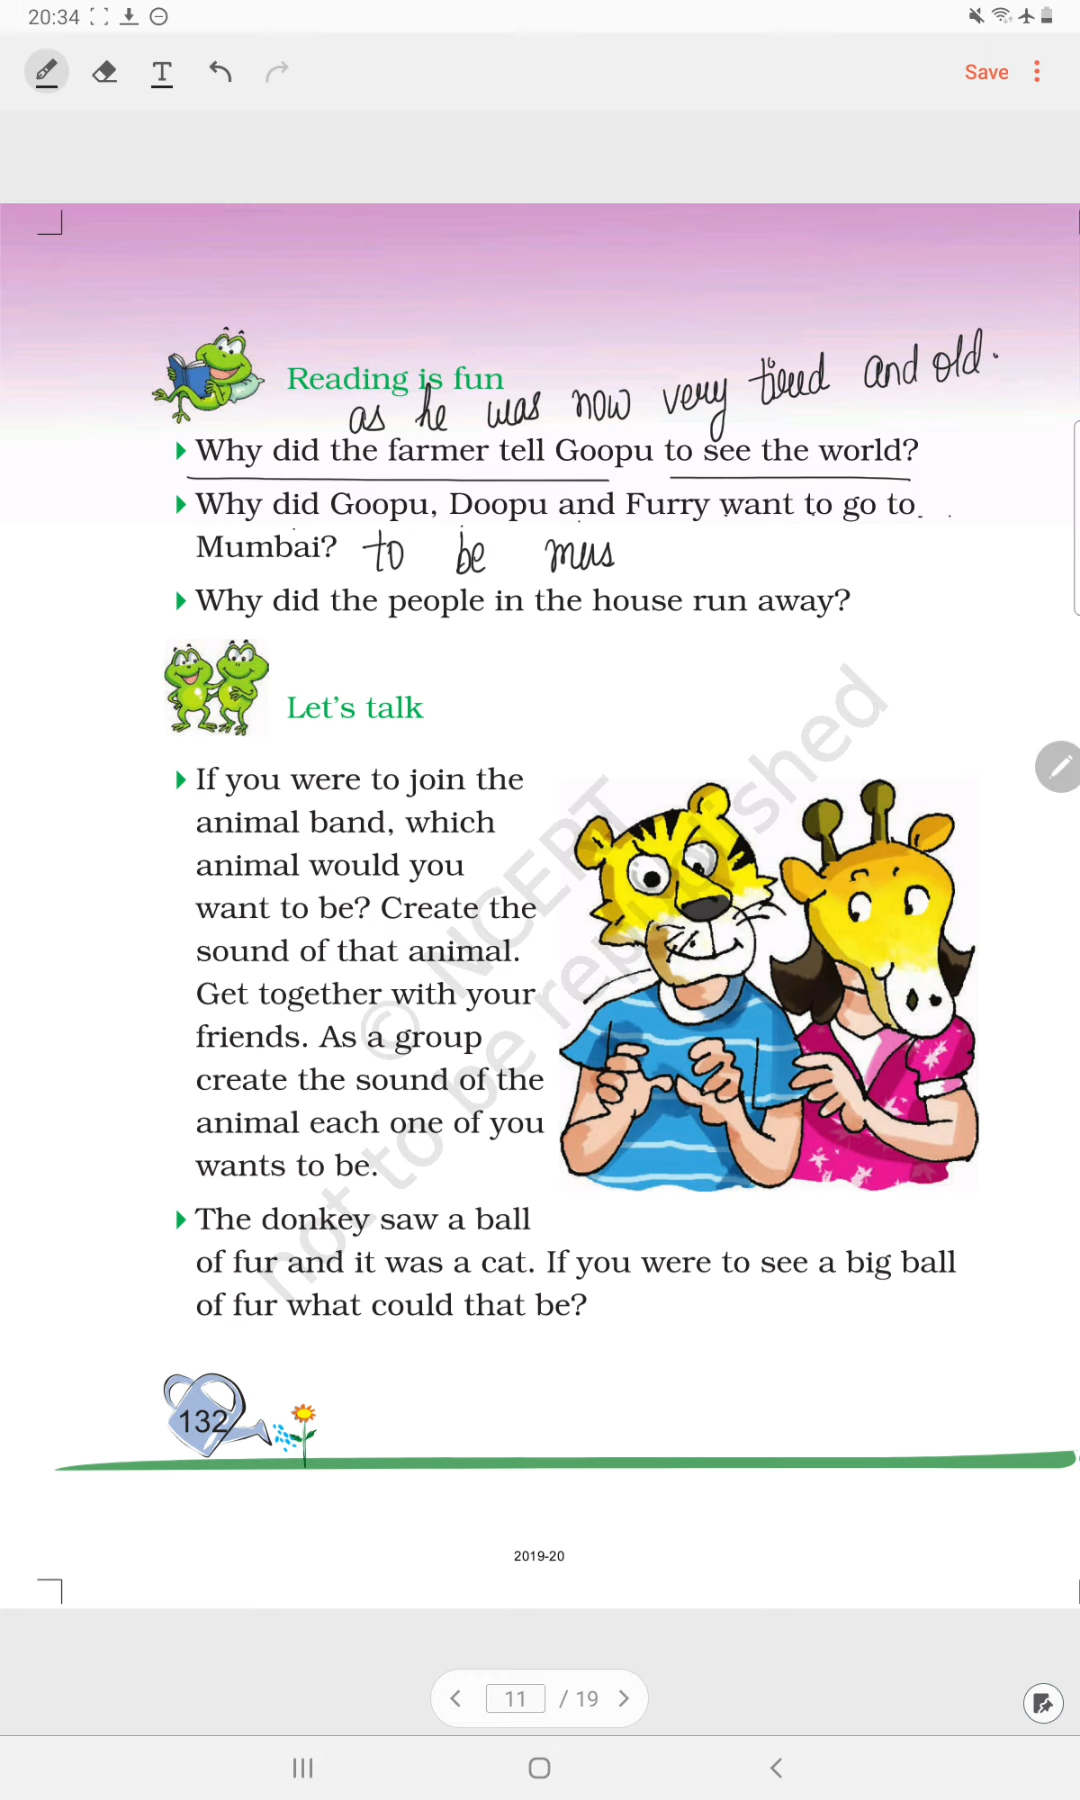 20:34
Save
Reading is fun
as he was now very tired and old.
Why did the farmer tell Goopu to see the world?
Why did Goopu, Doopu and Furry want to go to
Mumbai? to be mus
Why did the people in the house run away?
Let's talk
If you were to join the
animal band, which
animal would you
want to be? Create the
sound of that animal.
Get together with your
friends. As a group
create the sound of the
animal each one of you
wants to be.
The donkey saw a ball
of fur and it was a cat. If you were to see a big ball
of fur what could that be?
© NCERT
not to be republished
132
2019-20
11 / 19